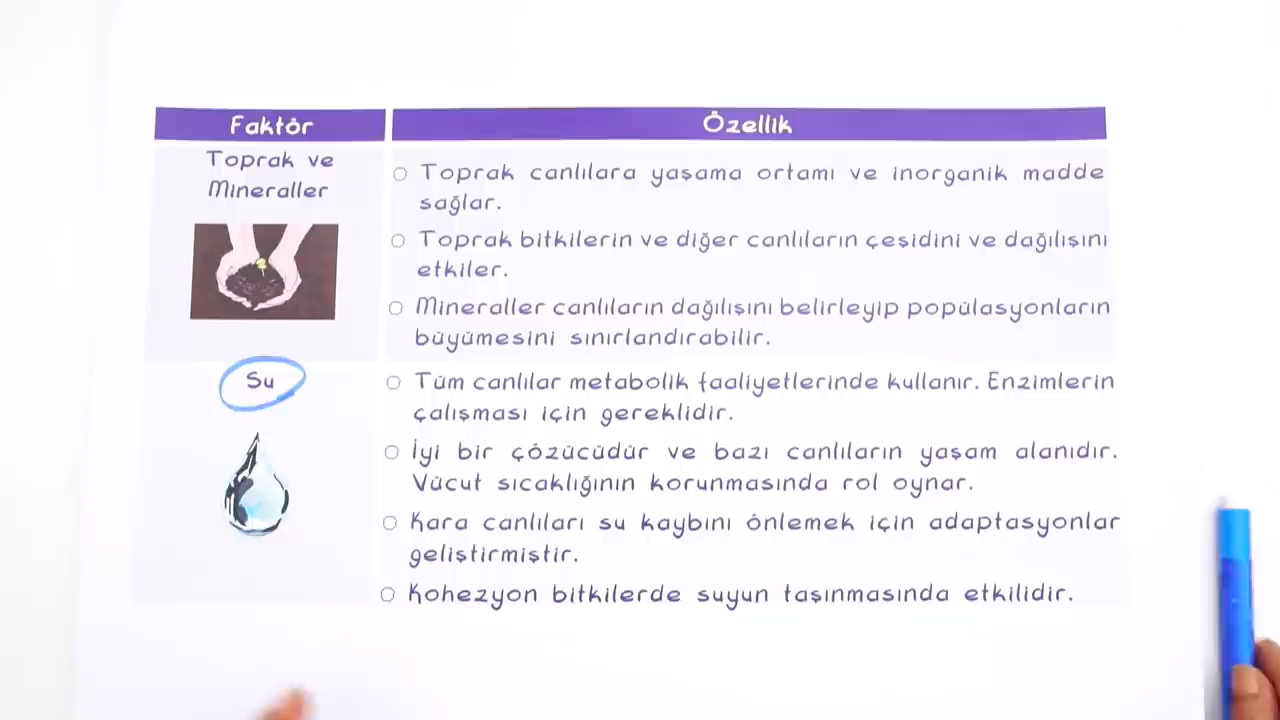 Faktör
Özellik
Toprak ve
Mineraller
Toprak canlılara yaşama ortamı ve inorganik madde
sağlar.
Toprak bitkilerin ve diğer canlıların çeşidini ve dağılışını
etkiler.
Mineraller canlıların dağılışını belirleyip popülasyonların
büyümesini sınırlandırabilir.
Su
Tüm canlılar metabolik faaliyetlerinde kullanır. Enzimlerin
çalışması için gereklidir.
İyi bir çözücüdür ve bazı canlıların yaşam alanıdır.
Vücut sıcaklığının korunmasında rol oynar.
Kara canlıları su kaybını önlemek için adaptasyonlar
geliştirmiştir.
Kohezyon bitkilerde suyun taşınmasında etkilidir.